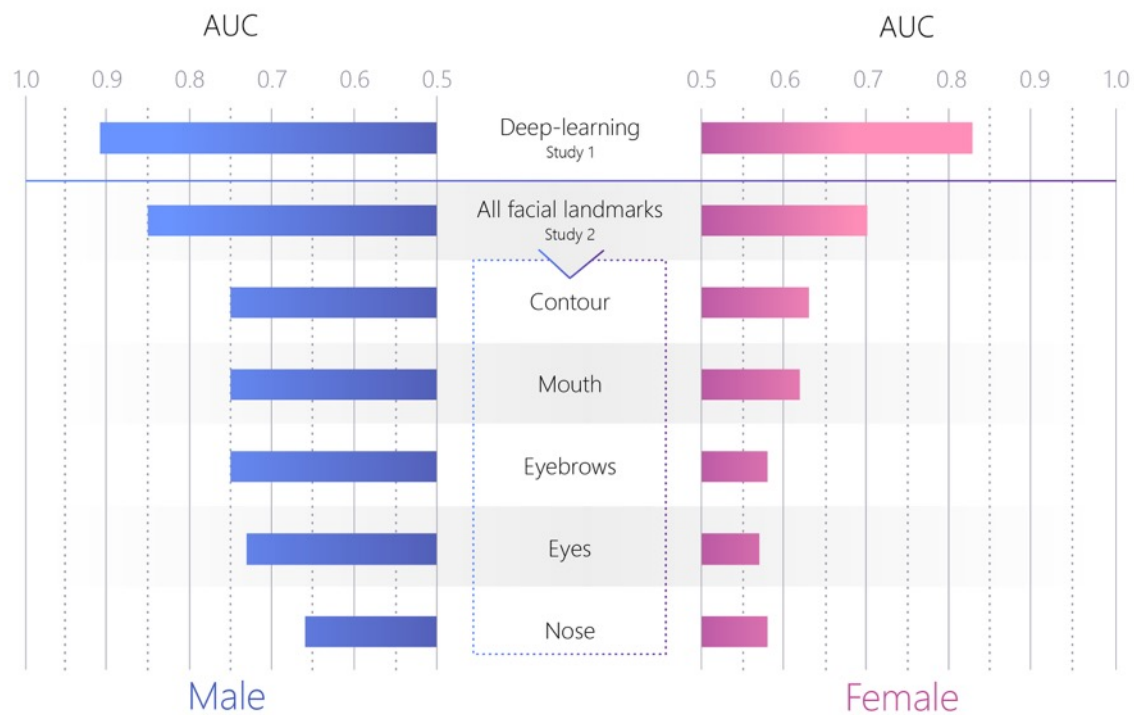 AUC
AUC
1.0 0.9 0.8 0.7 0.6 0.5
0.5 0.6 0.7 0.8 0.9 1.0
Deep-learning
Study 1
All facial landmarks
Study 2
Contour
Mouth
Eyebrows
Eyes
Nose
Male
Female